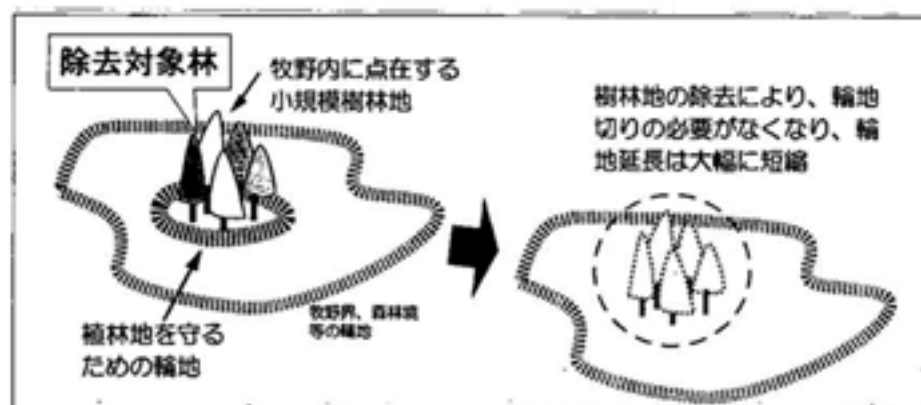 除去対象林
牧野内に点在する
小規模樹林地
樹林地の除去により、輪地
切りの必要がなくなり、輪
地延長は大幅に短縮
牧野界、森林境
等の輪地
植林地を守る
ための輪地